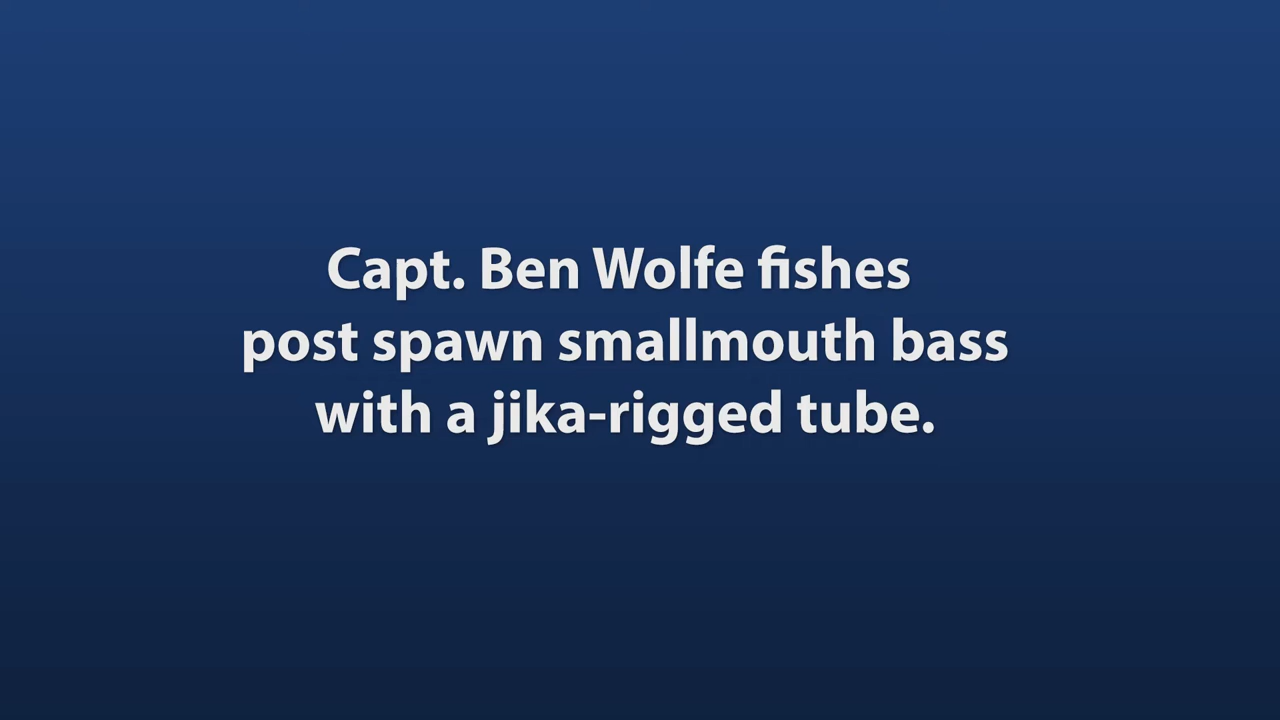 Capt. Ben Wolfe fishes
post spawn smallmouth bass
with a jika-rigged tube.